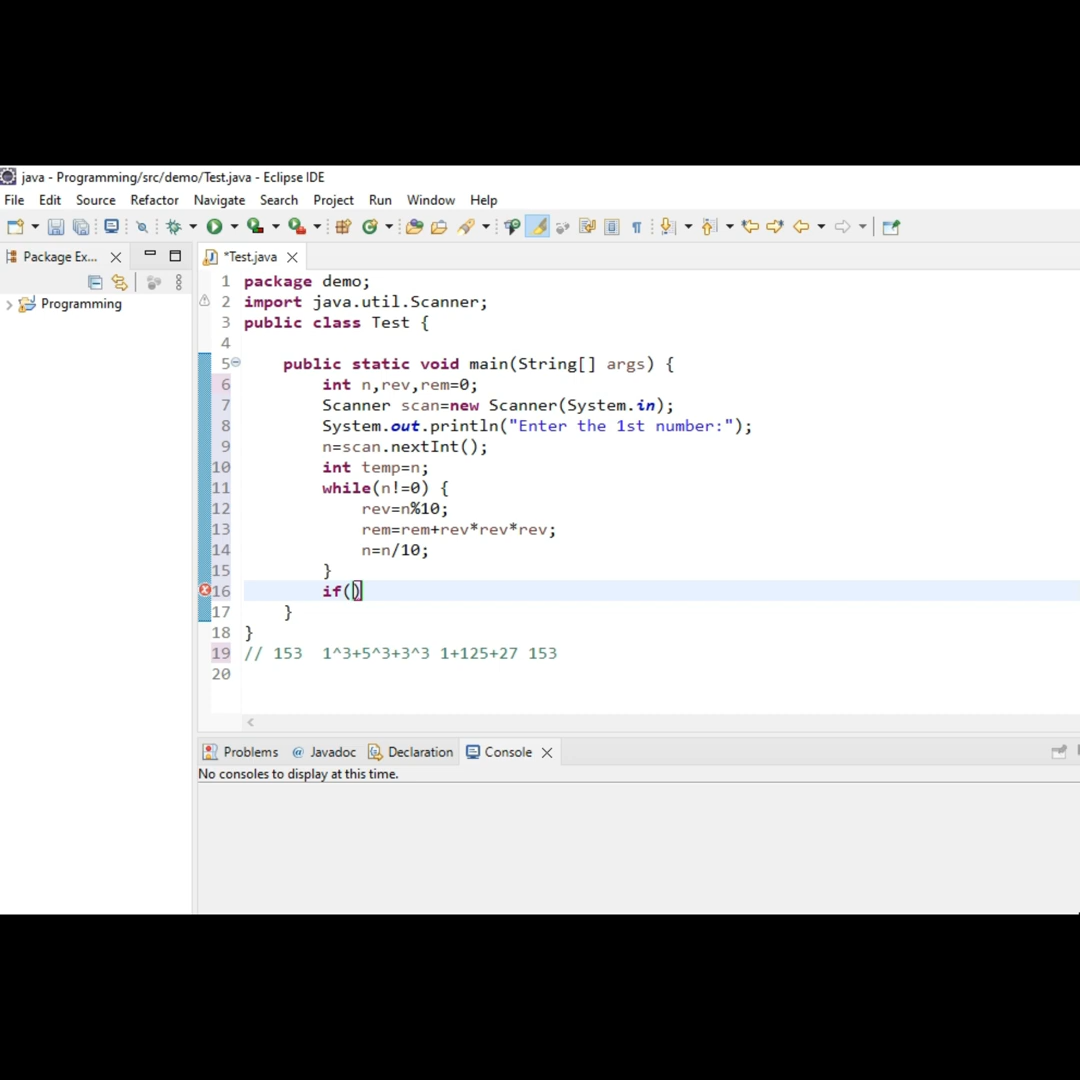 java - Programming/src/demo/Test.java - Eclipse IDE
File Edit Source Refactor Navigate Search Project Run Window Help
Package Ex...
*Test.java
Programming
1 package demo;
2 import java.util.Scanner;
3 public class Test {
4
5 public static void main(String[] args) {
6 int n,rev,rem=0;
7 Scanner scan=new Scanner(System.in);
8 System.out.println("Enter the 1st number:");
9 n=scan.nextInt();
10 int temp=n;
11 while(n!=0) {
12 rev=n%10;
13 rem=rem+rev*rev*rev;
14 n=n/10;
15 }
16 if()
17 }
18 }
19 // 153 1^3+5^3+3^3 1+125+27 153
20
Problems @ Javadoc Declaration Console
No consoles to display at this time.